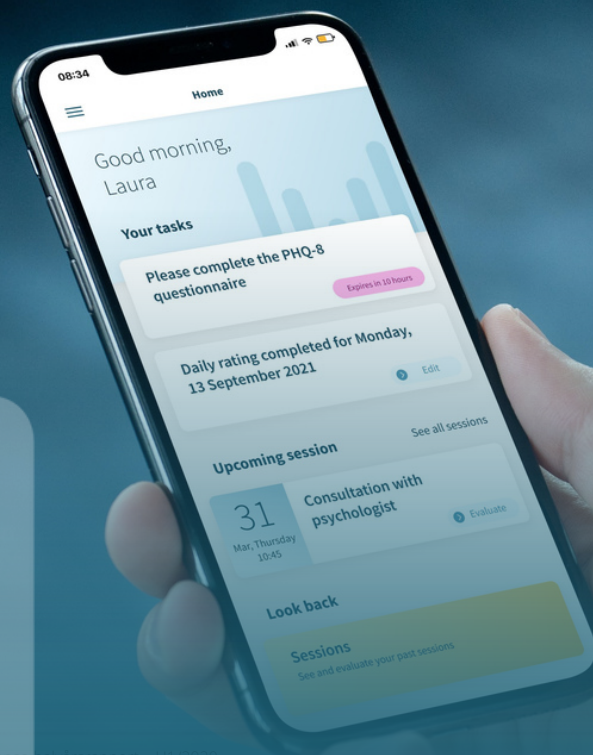 08:34
Home
Good morning,
Laura
Your tasks
Please complete the PHQ-8
questionnaire
Expires in 10 hours
Daily rating completed for Monday,
13 September 2021
Edit
Upcoming session
See all sessions
31
Mar, Thursday
10:45
Consultation with
psychologist
Evaluate
Look back
Sessions
See and evaluate your past sessions